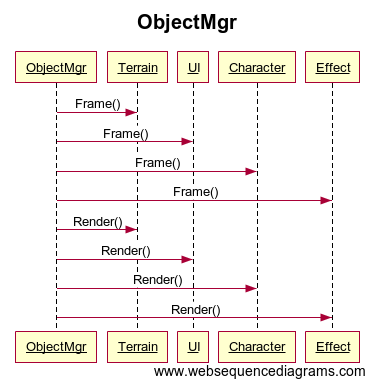 ObjectMgr
ObjectMgr Terrain UI Character Effect
Frame()
Frame()
Frame()
Frame()
Render()
Render()
Render()
Render()
ObjectMgr Terrain UI Character Effect
www.websequencediagrams.com